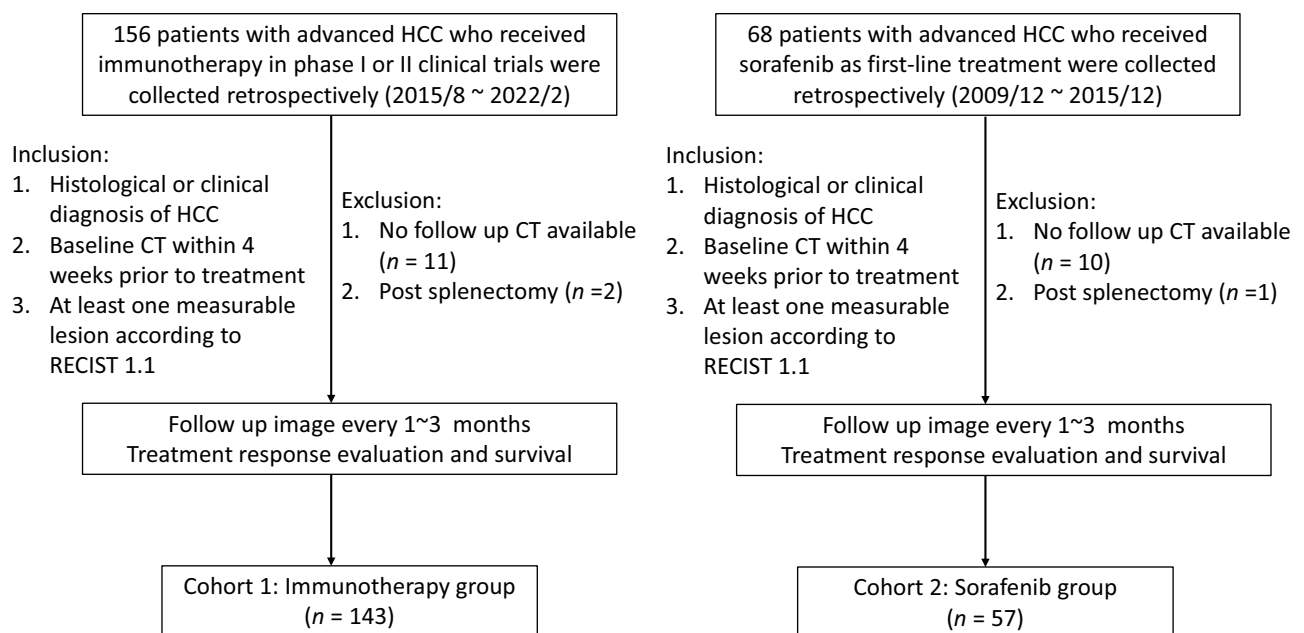 156 patients with advanced HCC who received
immunotherapy in phase I or II clinical trials were
collected retrospectively (2015/8 ~ 2022/2)
Inclusion:
1. Histological or clinical
diagnosis of HCC
2. Baseline CT within 4
weeks prior to treatment
3. At least one measurable
lesion according to
RECIST 1.1
Exclusion:
1. No follow up CT available
(n = 11)
2. Post splenectomy (n =2)
Follow up image every 1~3 months
Treatment response evaluation and survival
Cohort 1: Immunotherapy group
(n = 143)
68 patients with advanced HCC who received
sorafenib as first-line treatment were collected
retrospectively (2009/12 ~ 2015/12)
Inclusion:
1. Histological or clinical
diagnosis of HCC
2. Baseline CT within 4
weeks prior to treatment
3. At least one measurable
lesion according to
RECIST 1.1
Exclusion:
1. No follow up CT available
(n = 10)
2. Post splenectomy (n =1)
Follow up image every 1~3 months
Treatment response evaluation and survival
Cohort 2: Sorafenib group
(n = 57)